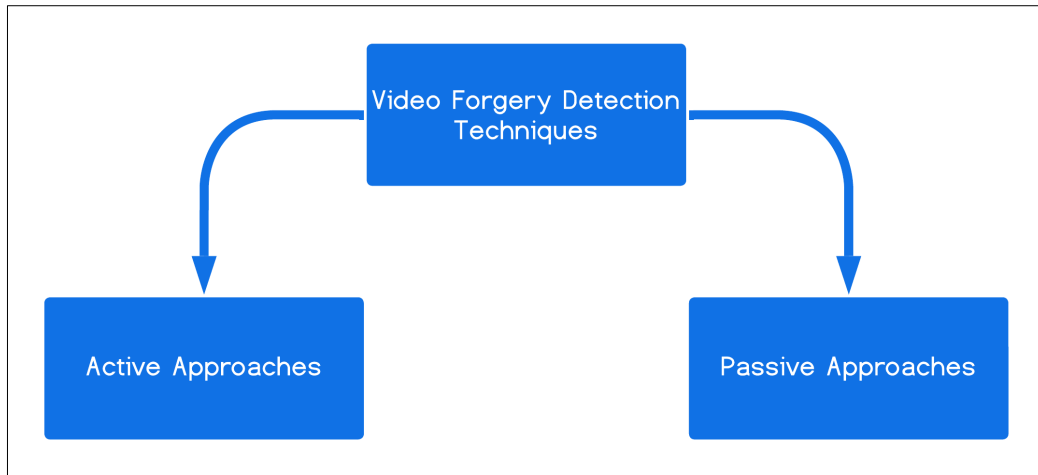 Video Forgery Detection
Techniques
Active Approaches
Passive Approaches